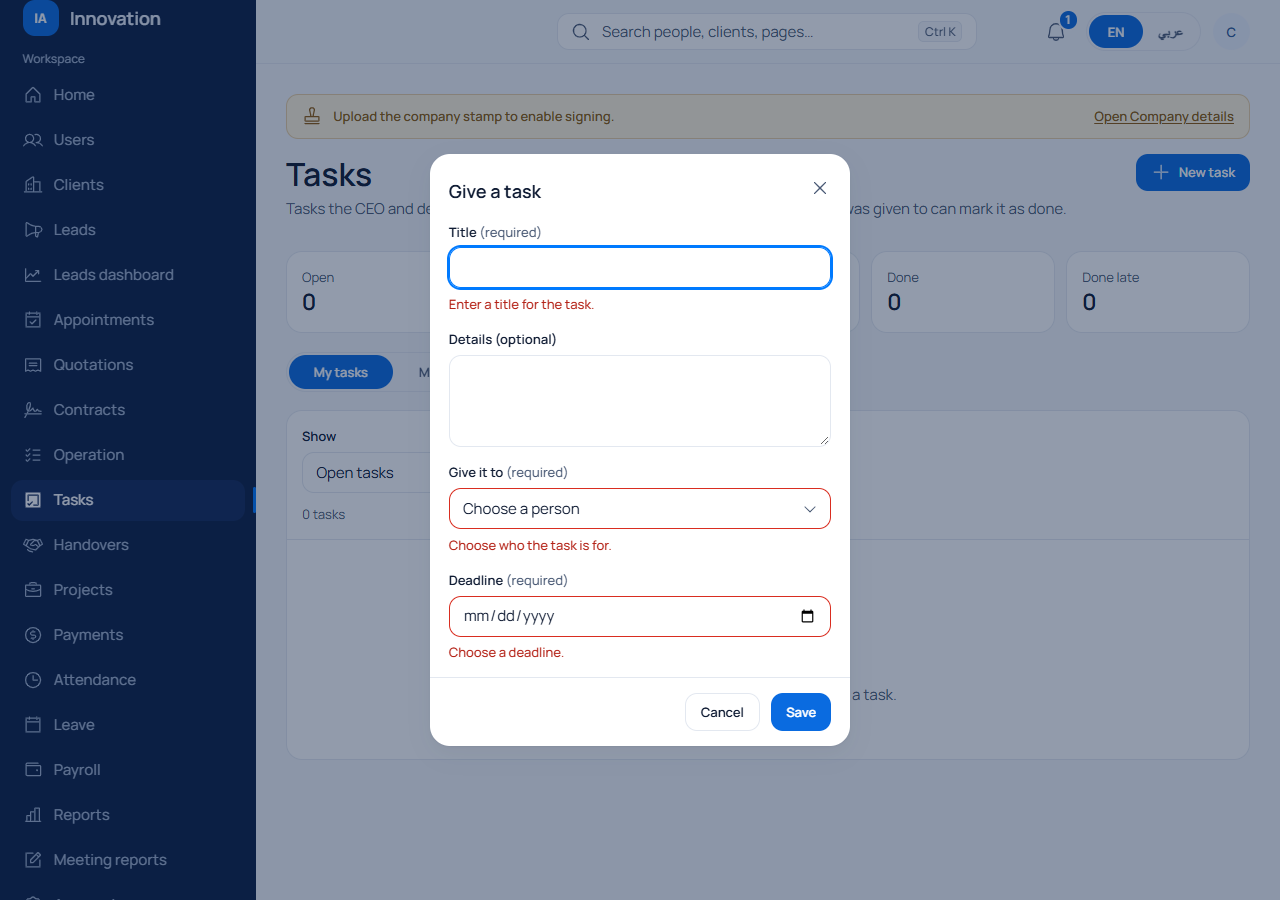 IA Innovation
Workspace
Home
Users
Clients
Leads
Leads dashboard
Appointments
Quotations
Contracts
Operation
Tasks
Handovers
Projects
Payments
Attendance
Leave
Payroll
Reports
Meeting reports
Search people, clients, pages... Ctrl K
1
EN عربي C
Upload the company stamp to enable signing. Open Company details
Tasks
New task
Tasks the CEO and was given to can mark it as done.
Open
0
Done
0
Done late
0
My tasks
Show
Open tasks
0 tasks
a task.
Give a task
Title (required)
Enter a title for the task.
Details (optional)
Give it to (required)
Choose a person
Choose who the task is for.
Deadline (required)
mm/dd/yyyy
Choose a deadline.
Cancel Save